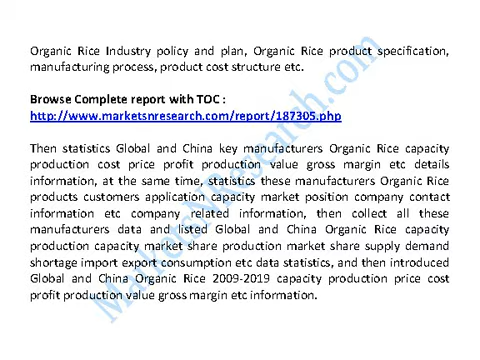 Organic Rice Industry policy and plan, Organic Rice product specification,
manufacturing process, product cost structure etc.
Browse Complete report with TOC :
http://www.marketsnresearch.com/report/187305.php
Then statistics Global and China key manufacturers Organic Rice capacity
production cost price profit production value gross margin etc details
information, at the same time, statistics these manufacturers Organic Rice
products customers application capacity market position company contact
information etc company related information, then collect all these
manufacturers data and listed Global and China Organic Rice capacity
production capacity market share production market share supply demand
shortage import export consumption etc data statistics, and then introduced
Global and China Organic Rice 2009-2019 capacity production price cost
profit production value gross margin etc information.
MarketsNResearch.com